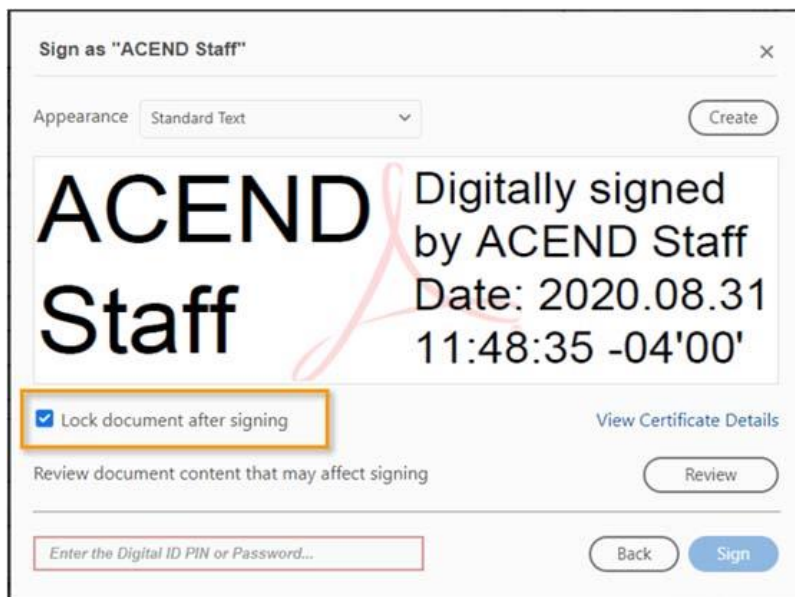 Sign as "ACEND Staff"
×
Appearance
Standard Text
Create
ACEND
Staff
Digitally signed
by ACEND Staff
Date: 2020.08.31
11:48:35 -04'00'
Lock document after signing
View Certificate Details
Review document content that may affect signing
Review
Enter the Digital ID PIN or Password...
Back
Sign